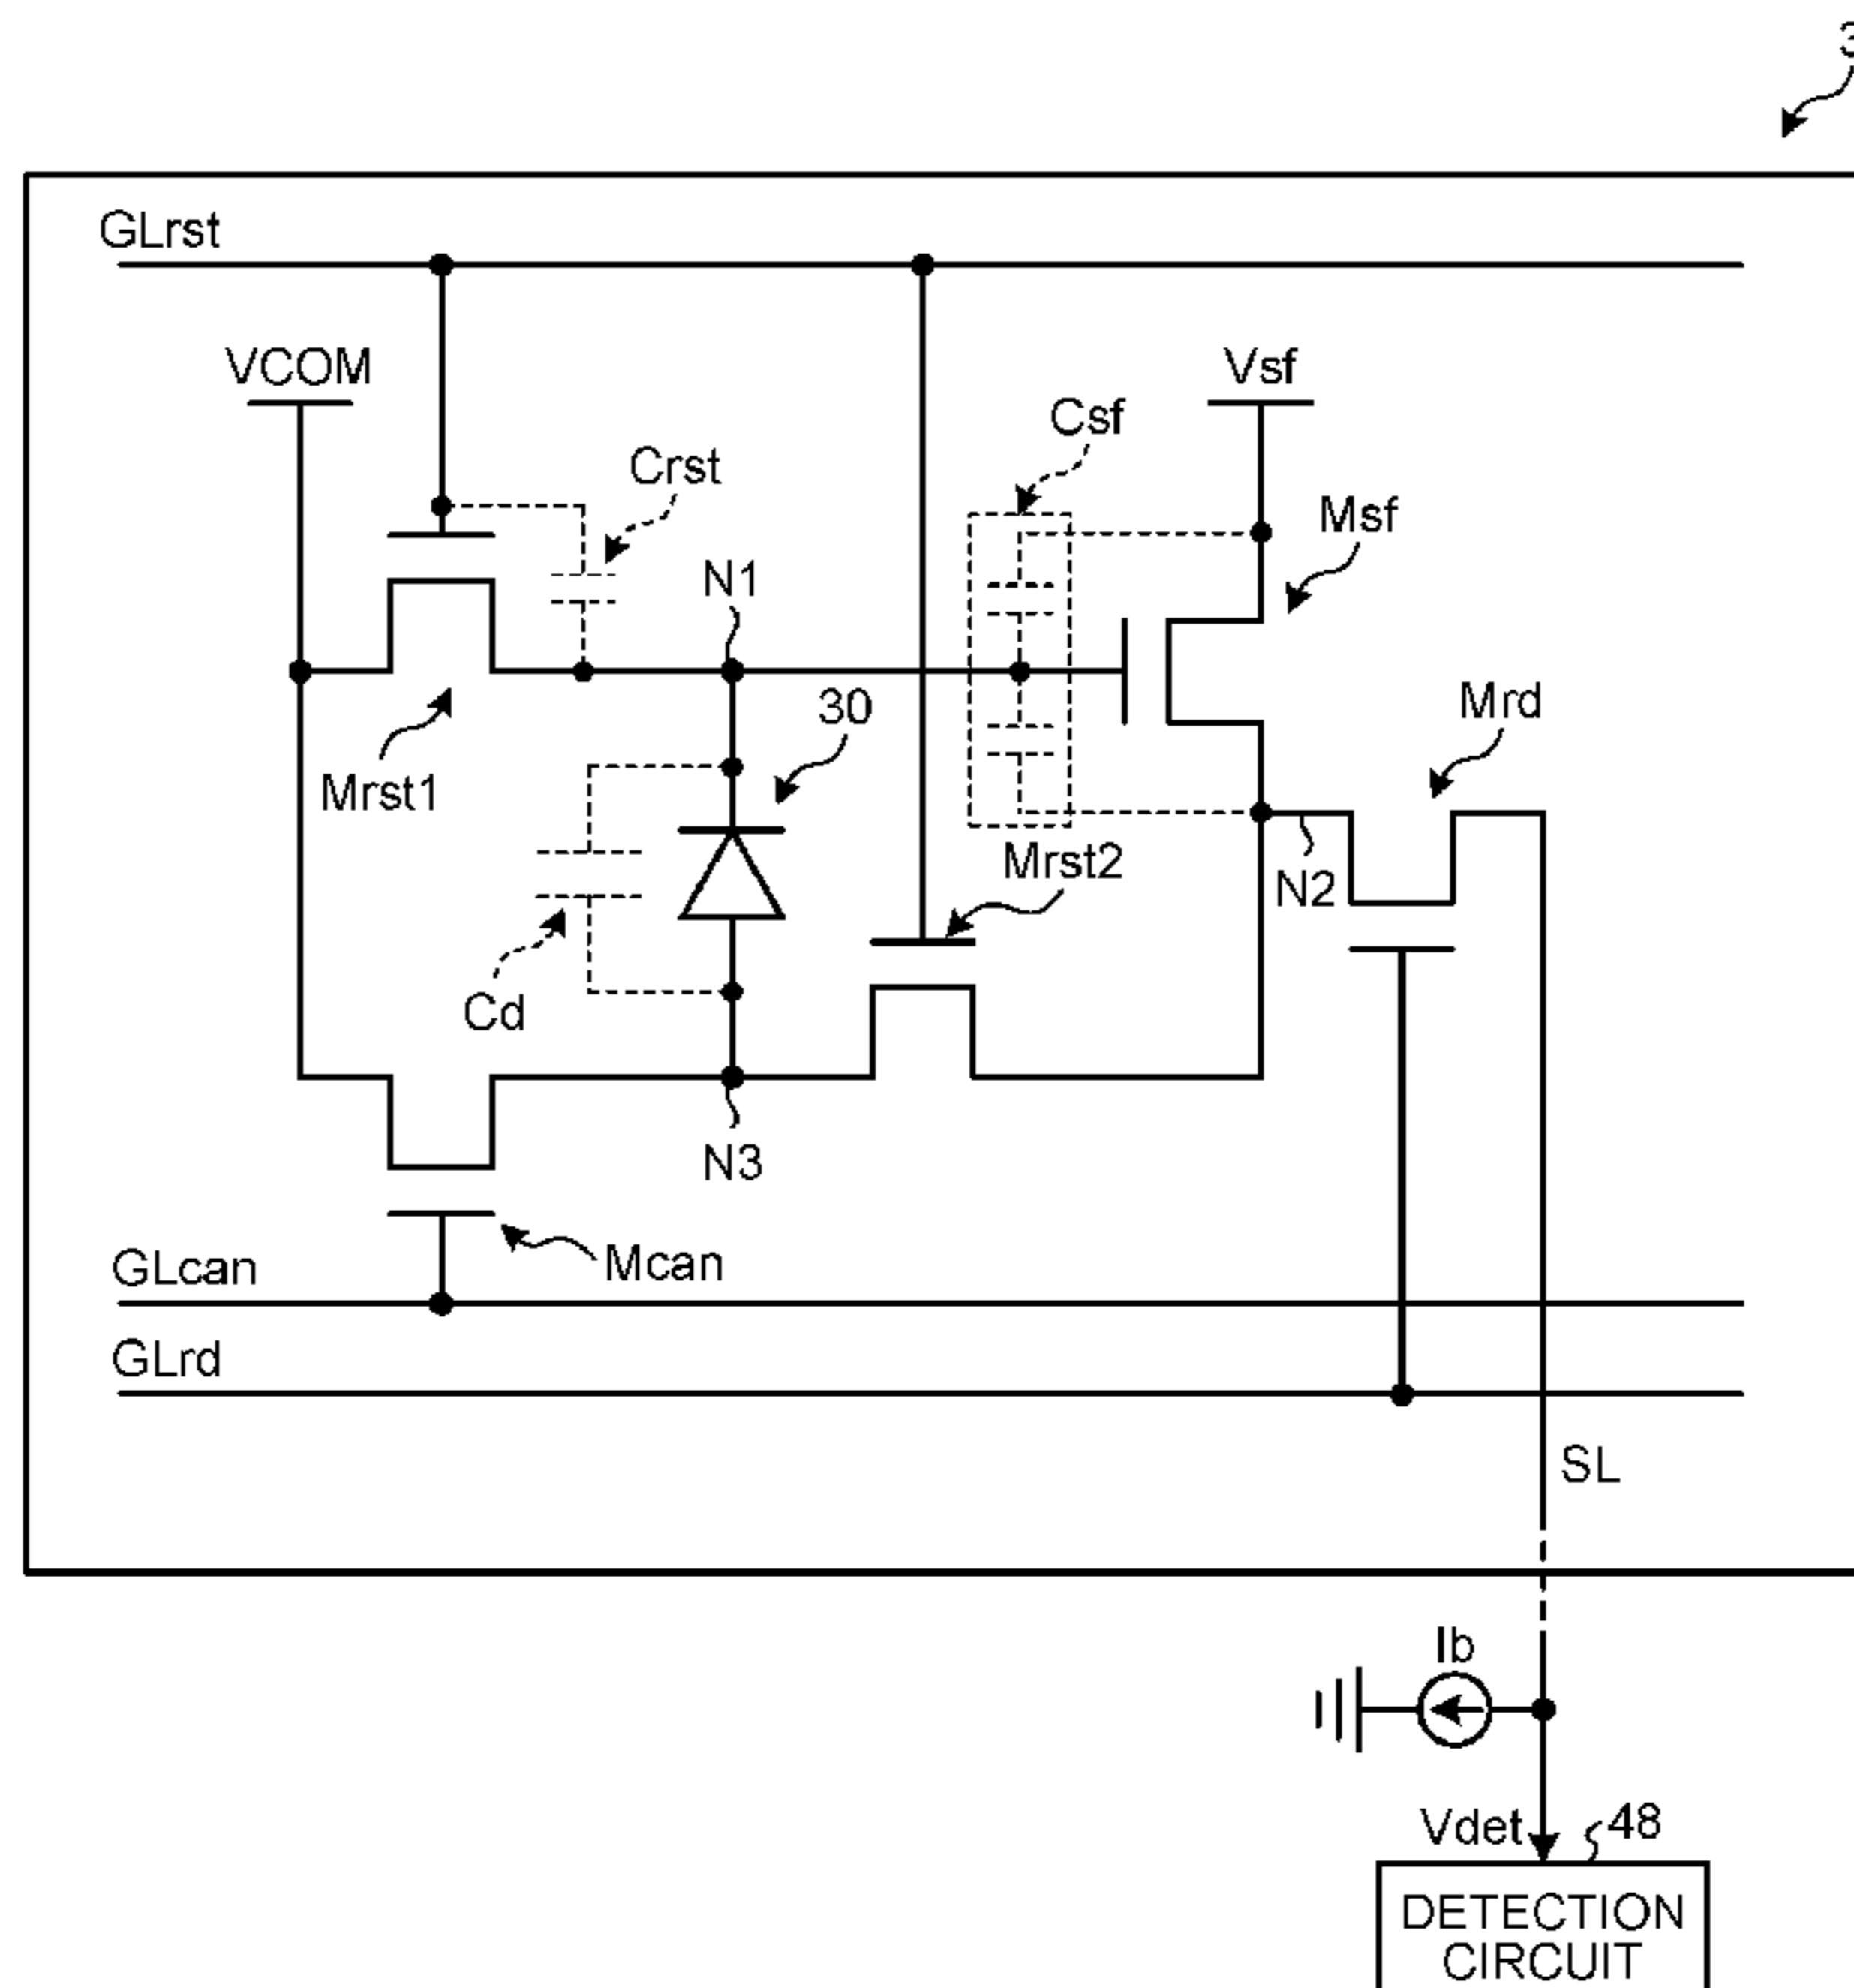 3
GLrst
VCOM
Vsf
Csf
Crst
Msf
N1
30
Mrd
Mrst1
Mrst2
N2
Cd
N3
Mcan
GLcan
GLrd
SL
Ib
Vdet
48
DETECTION
CIRCUIT